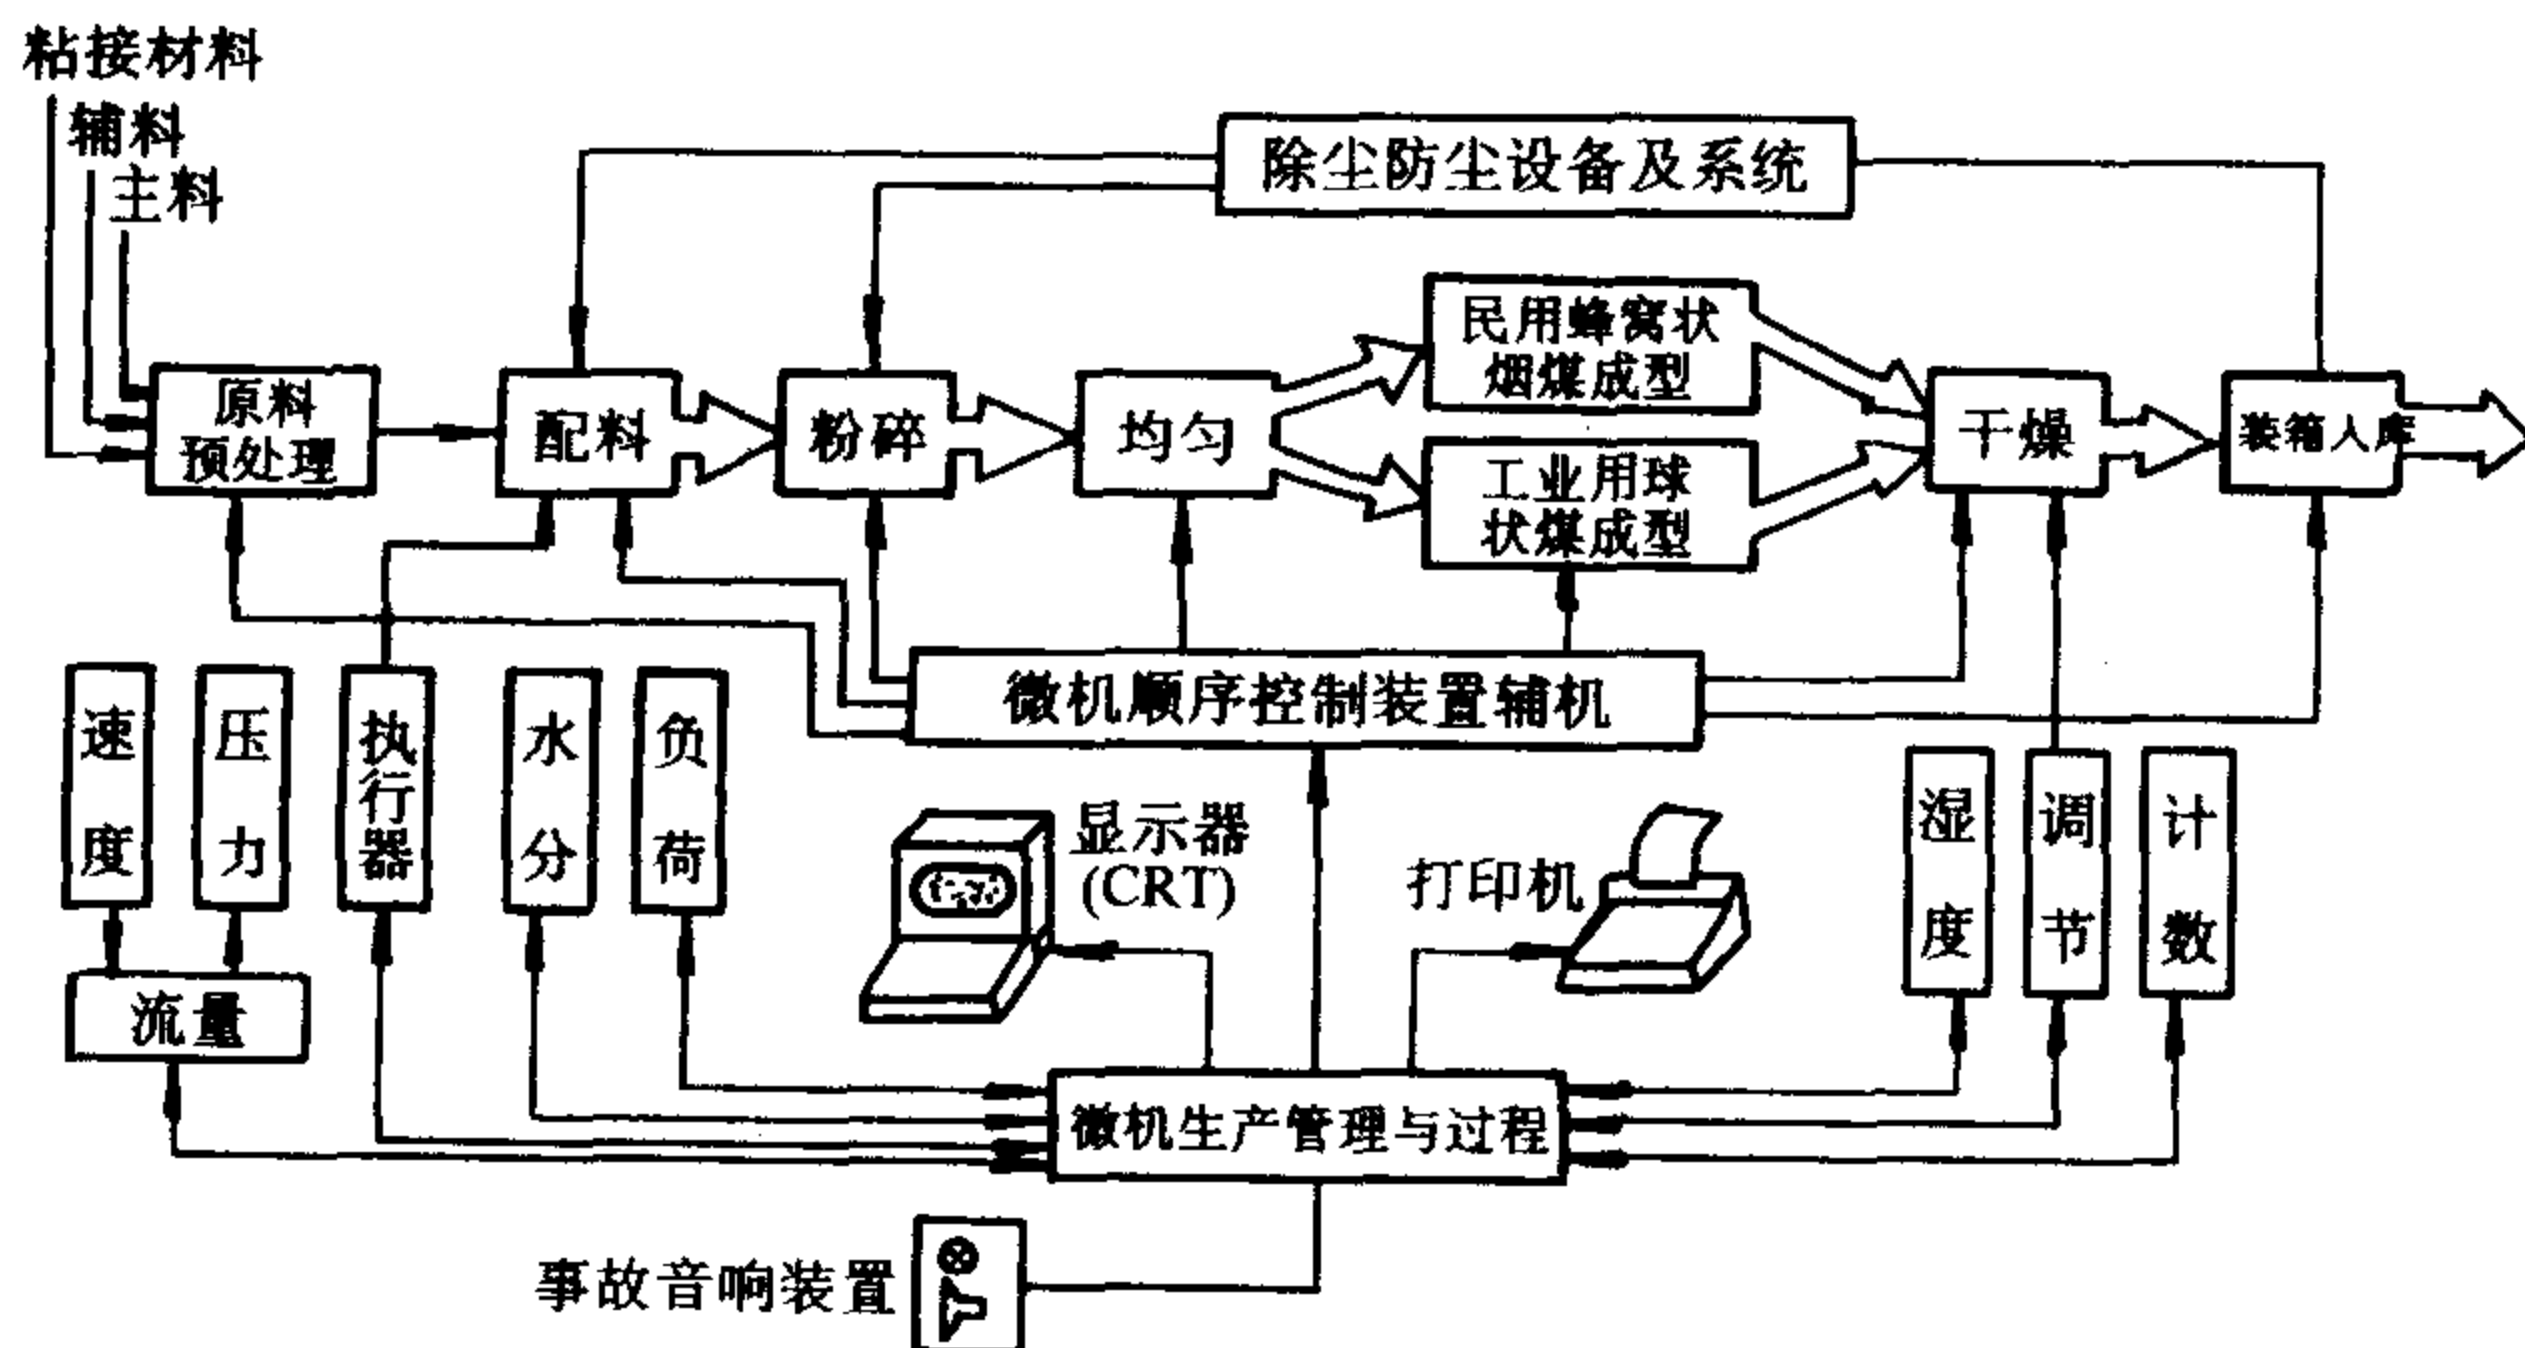 粘接材料
辅料
主料
除尘防尘设备及系统
原料
预处理
配料
粉碎
均匀
民用蜂窝状
烟煤成型
工业用球
状煤成型
干燥
装箱人库
微机顺序控制装置辅机
速度
压力
执行器
水分
负荷
流量
显示器
(CRT)
打印机
湿度
调节
计数
微机生产管理与过程
事故音响装置